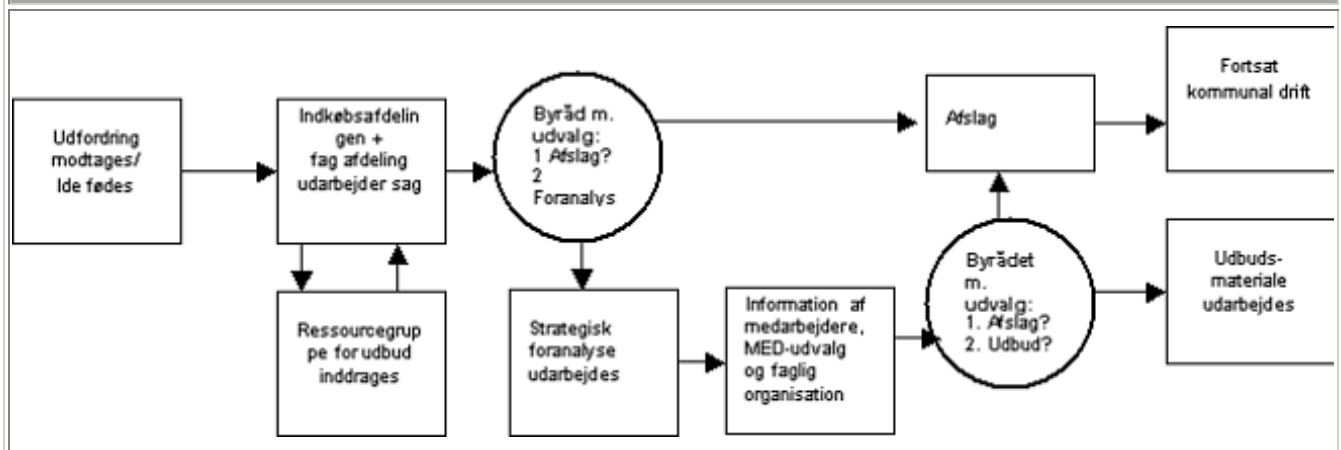 Udfordring
modtages/
Ide fødes
Indkøbsafdelin
gen +
fag afdeling
udarbejder sag
Ressourcegrup
pe for udbud
inddrages
Byråd m.
udvalg:
1 Afslag?
2
Foranalys
Strategisk
foranalyse
udarbejdes
Information af
medarbejdere,
MED-udvalg
og faglig
organisation
Byrådet
m.
udvalg:
1. Afslag?
2. Udbud?
Afslag
Fortsat
kommunal drift
Udbuds-
materiale
udarbejdes